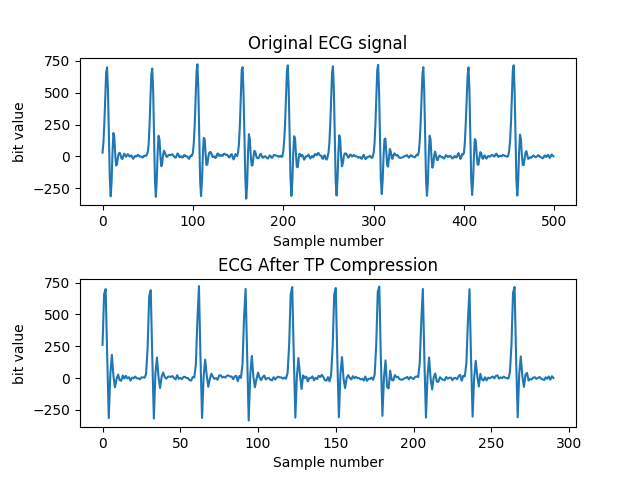 Original ECG signal
750
500
250
0
−250
bit value
0 100 200 300 400 500
Sample number
ECG After TP Compression
750
500
250
0
−250
bit value
0 50 100 150 200 250 300
Sample number